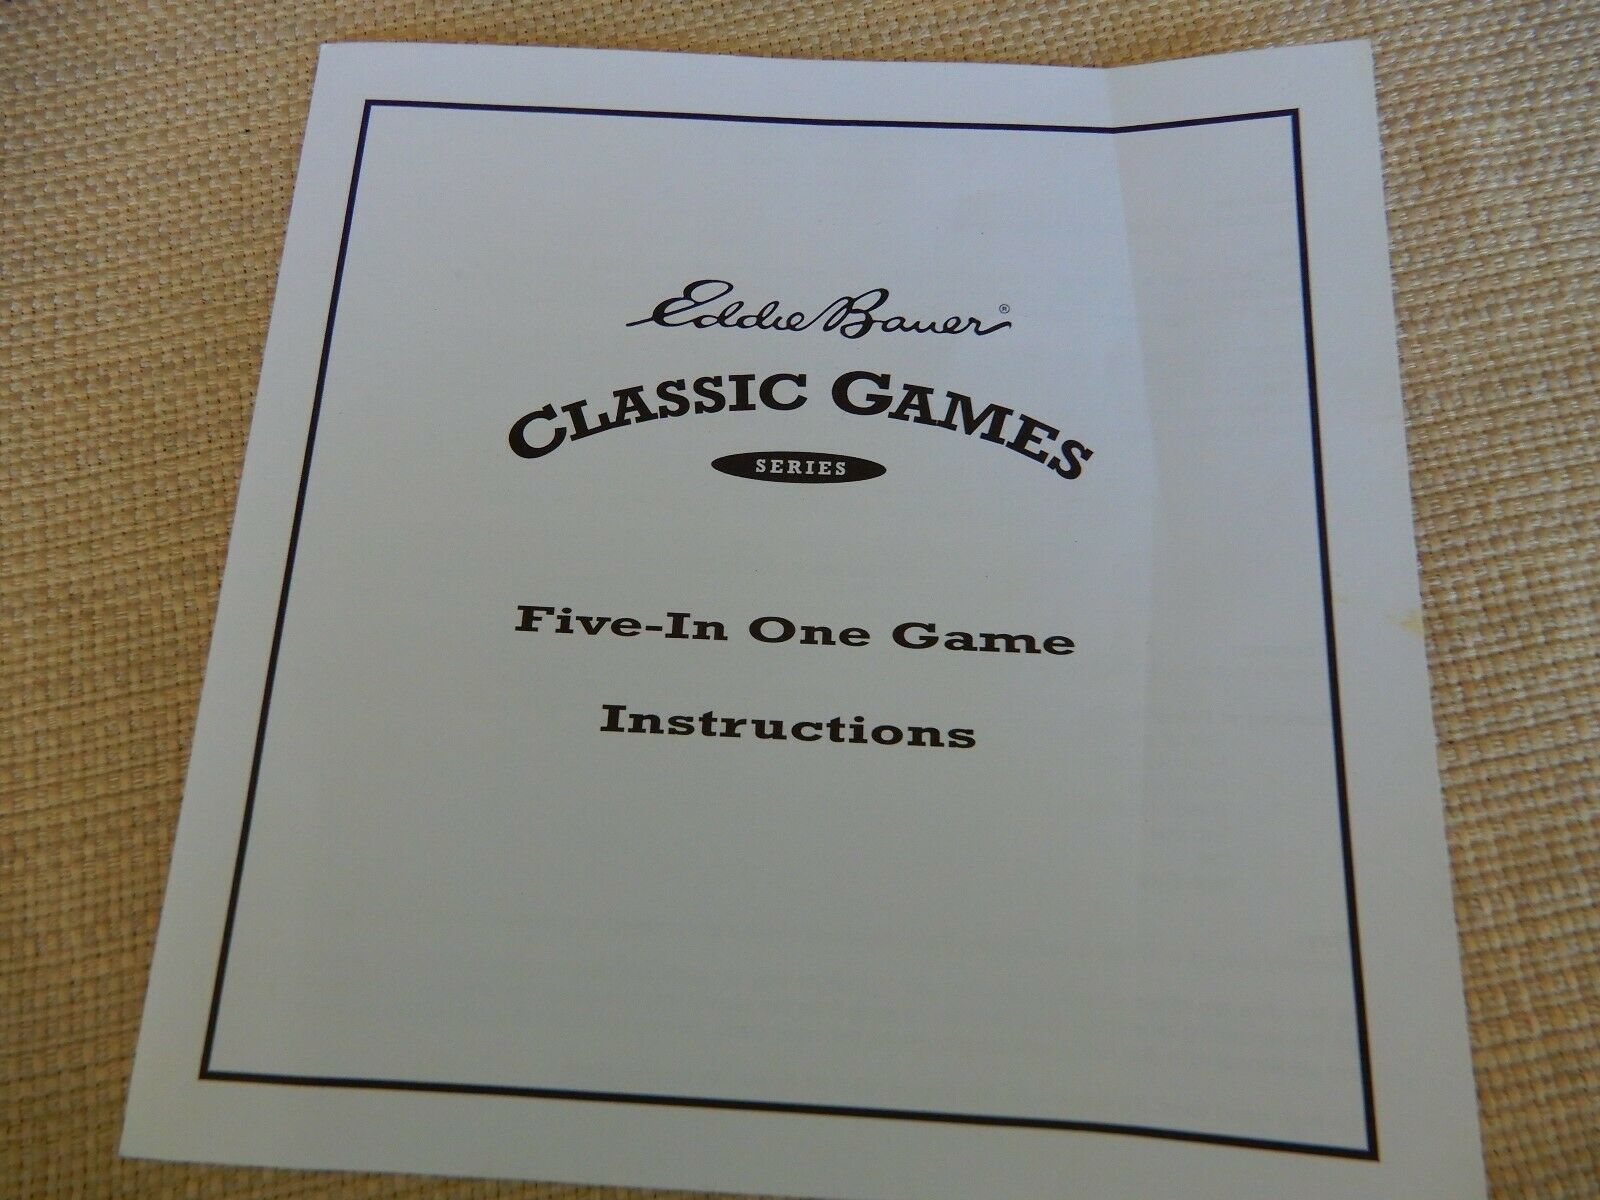 Eddie Bauer®
CLASSIC GAMES
SERIES
Five-In One Game
Instructions